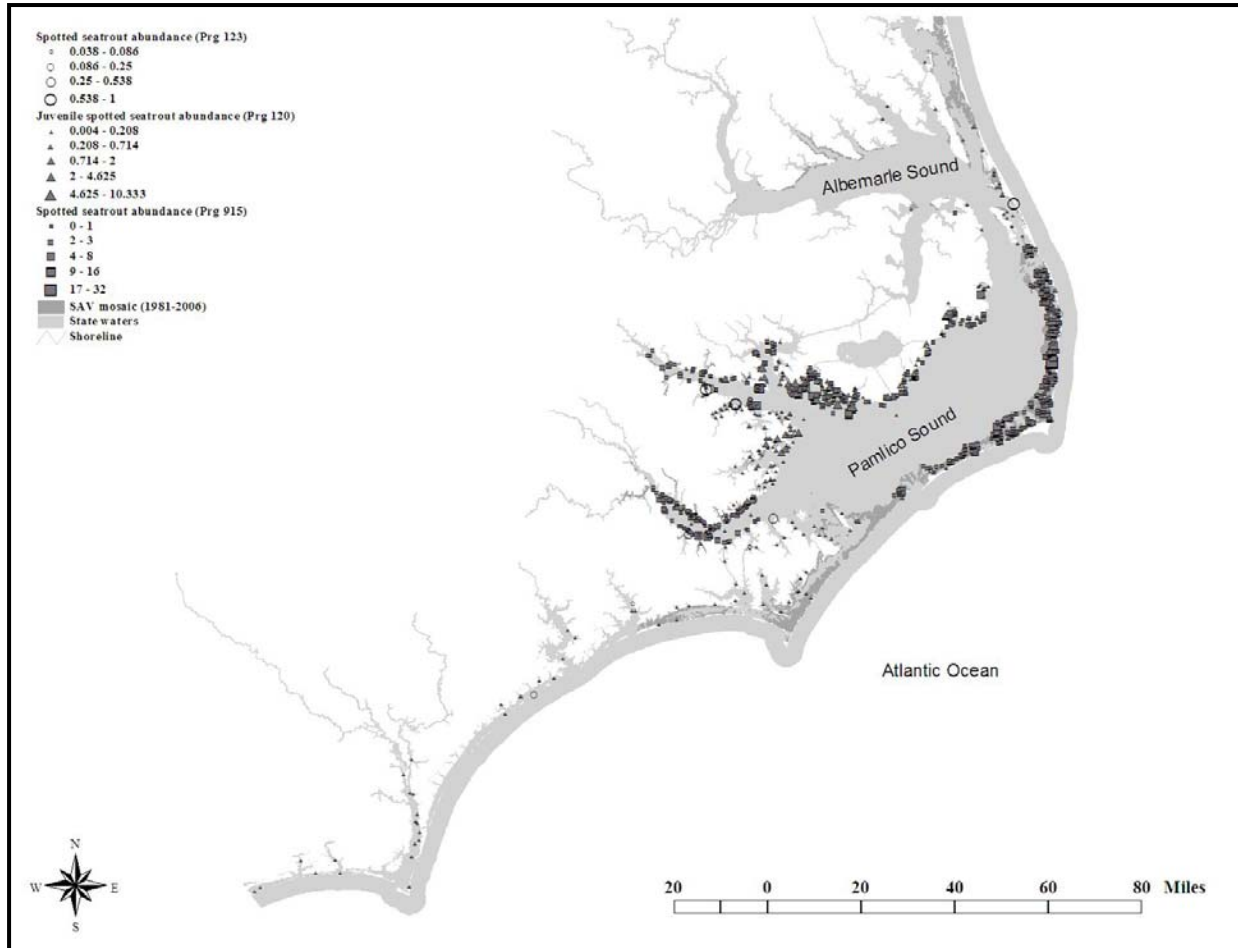 Spotted seatrout abundance (Prg 123)
0.038 - 0.086
0.086 - 0.25
0.25 - 0.538
0.538 - 1
Juvenile spotted seatrout abundance (Prg 120)
0.004 - 0.208
0.208 - 0.714
0.714 - 2
2 - 4.625
4.625 - 10.333
Spotted seatrout abundance (Prg 915)
0 - 1
2 - 3
4 - 8
9 - 16
17 - 32
SAV mosaic (1981-2006)
State waters
Shoreline
Albemarle Sound
Pamlico Sound
Atlantic Ocean
N
W E
S
20 0 20 40 60 80 Miles